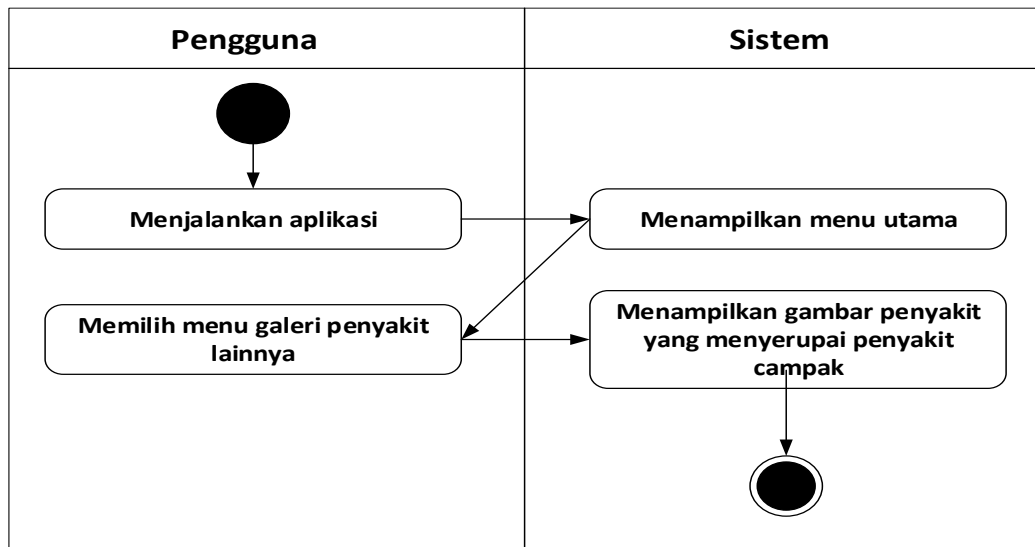 Pengguna
Sistem
Menjalankan aplikasi
Menampilkan menu utama
Memilih menu galeri penyakit
lainnya
Menampilkan gambar penyakit
yang menyerupai penyakit
campak